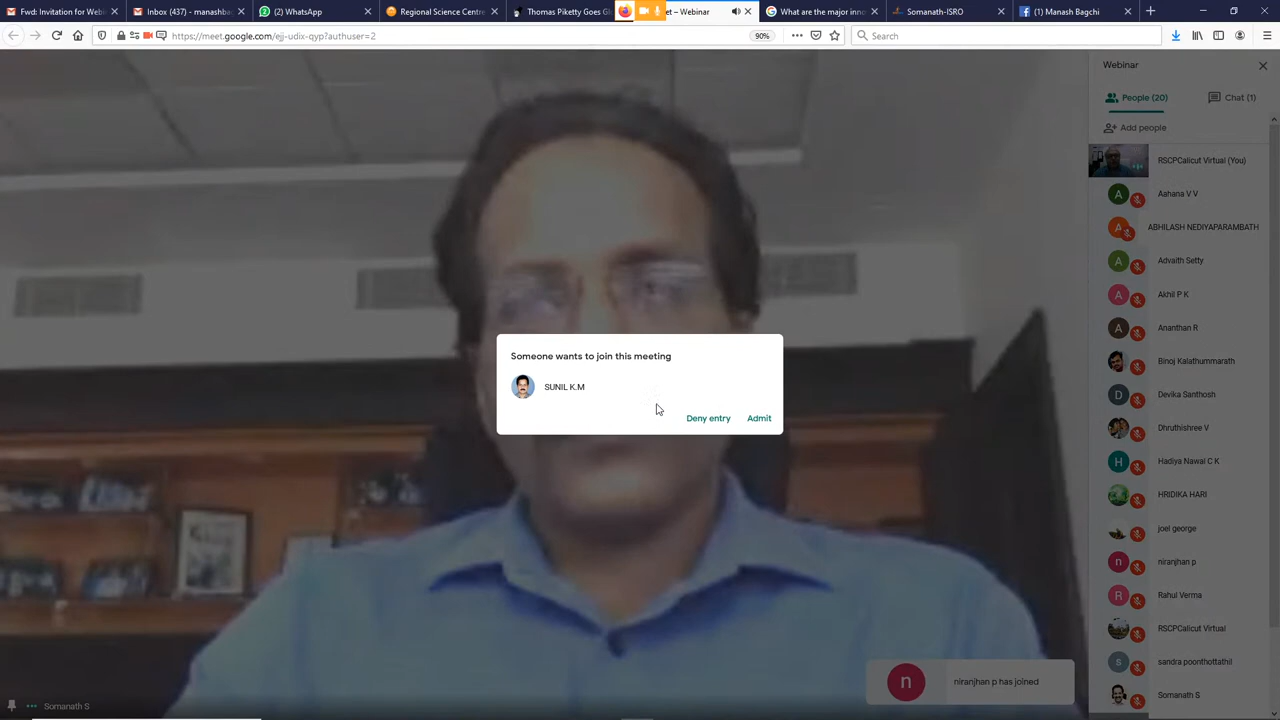 Fwd: Invitation for Web
Inbox (437) - manashbag
(2) WhatsApp
Regional Science Centre
Thomas Piketty Goes Gl
et – Webinar
What are the major inno
Somanath-ISRO
(1) Manash Bagchi
https://meet.google.com/ejj-udix-qyp?authuser=2
90%
Search
Webinar
People (20)
Chat (1)
Add people
RSCPCalicut Virtual (You)
A
Aahana V V
A
ABHILASH NEDIYAPARAMBATH
A
Advaith Setty
A
Akhil P K
A
Ananthan R
Binoj Kalathummarath
D
Devika Santhosh
Dhruthishree V
H
Hadiya Nawal C K
HRIDIKA HARI
joel george
n
niranjhan p
R
Rahul Verma
RSCPCalicut Virtual
s
sandra poonthottathil
Somanath S
Someone wants to join this meeting
SUNIL K.M
Deny entry
Admit
n
niranjhan p has joined
Somanath S